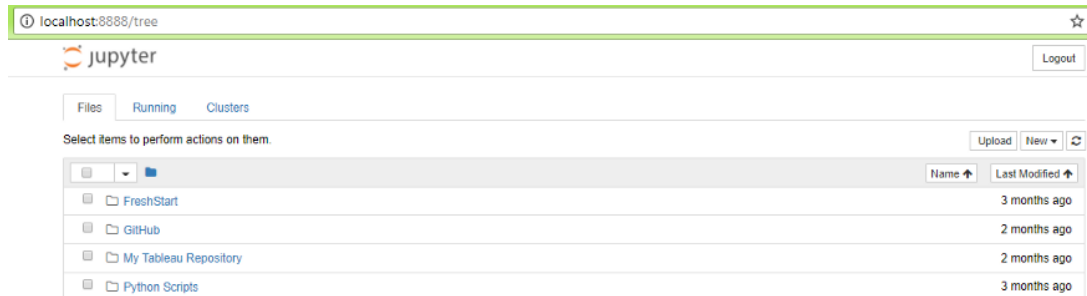 localhost:8888/tree
jupyter
Logout
Files Running Clusters
Select items to perform actions on them.
Upload New
Name Last Modified
FreshStart 3 months ago
GitHub 2 months ago
My Tableau Repository 2 months ago
Python Scripts 3 months ago